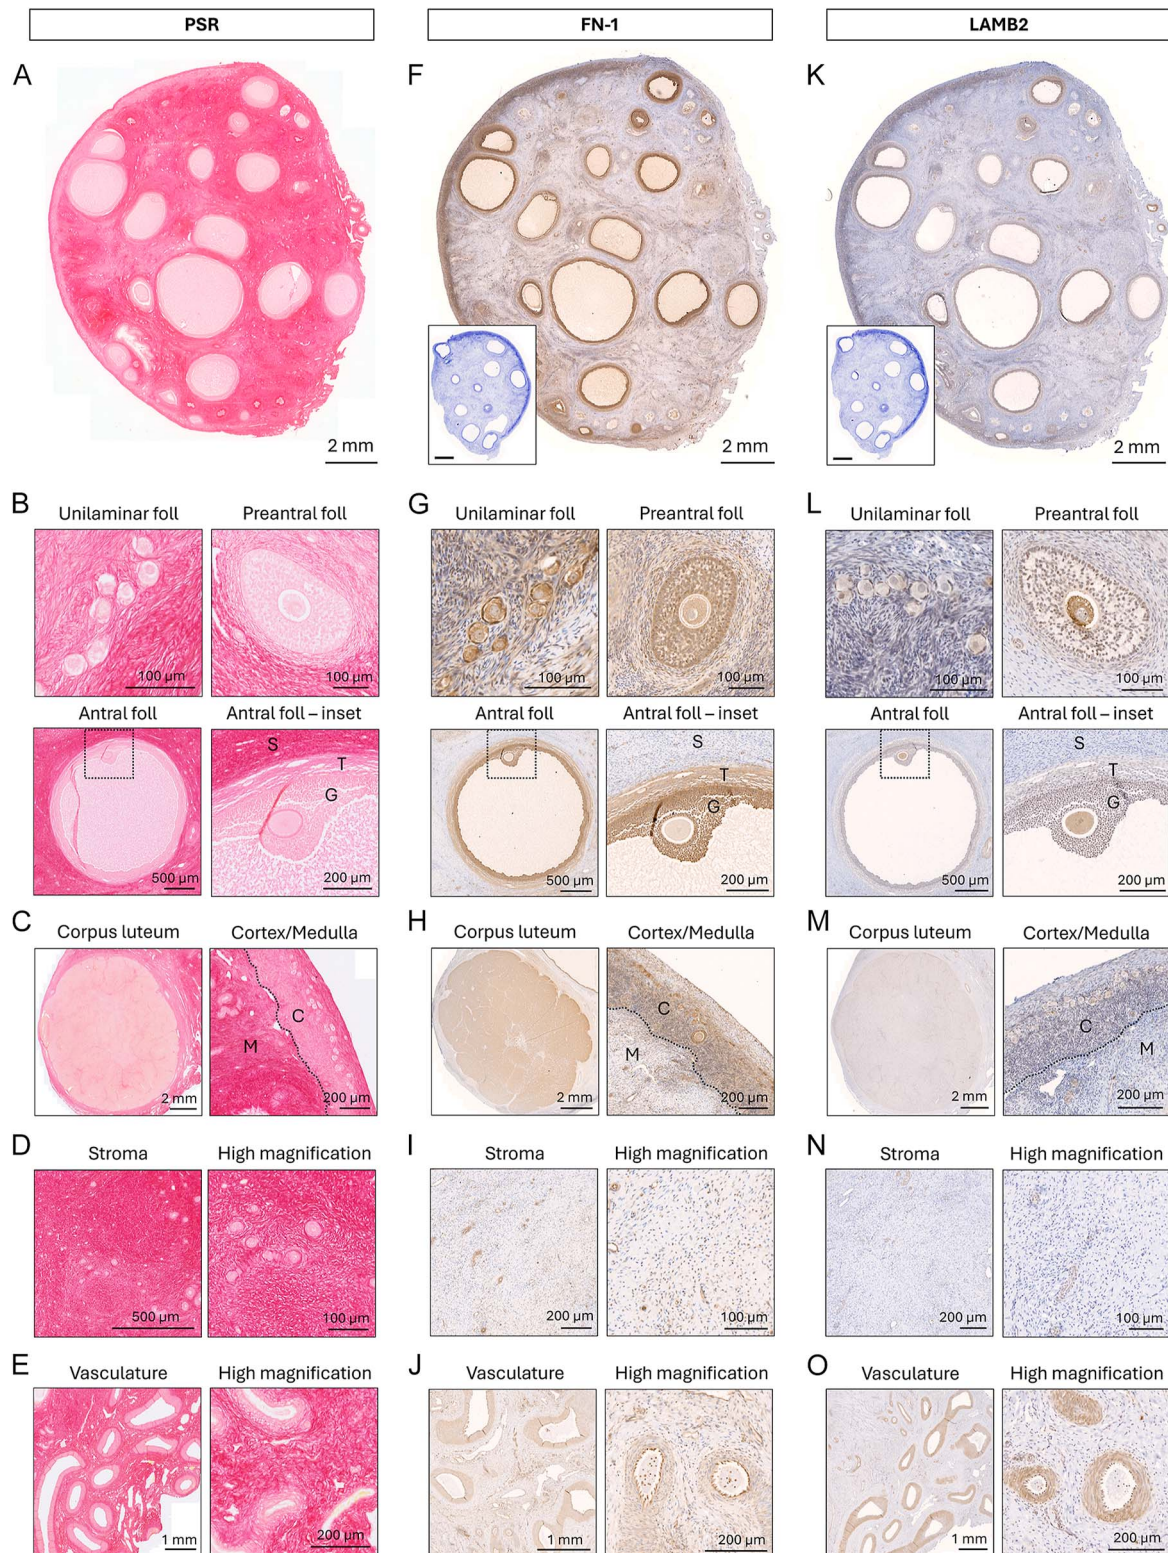 PSR FN-1 LAMB2
A F K
2 mm 2 mm 2 mm
B G L
Unilaminar foll Preantral foll Unilaminar foll Preantral foll Unilaminar foll Preantral foll
100 µm 100 µm 100 µm 100 µm 100 µm 100 µm
Antral foll Antral foll – inset Antral foll Antral foll – inset Antral foll Antral foll – inset
S S S
T T T
G G G
500 µm 200 µm 500 µm 200 µm 500 µm 200 µm
C H M
Corpus luteum Cortex/Medulla Corpus luteum Cortex/Medulla Corpus luteum Cortex/Medulla
C C C
M M M
2 mm 200 µm 2 mm 200 µm 2 mm 200 µm
D I N
Stroma High magnification Stroma High magnification Stroma High magnification
500 µm 100 µm 200 µm 100 µm 200 µm 100 µm
E J O
Vasculature High magnification Vasculature High magnification Vasculature High magnification
1 mm 200 µm 1 mm 200 µm 1 mm 200 µm